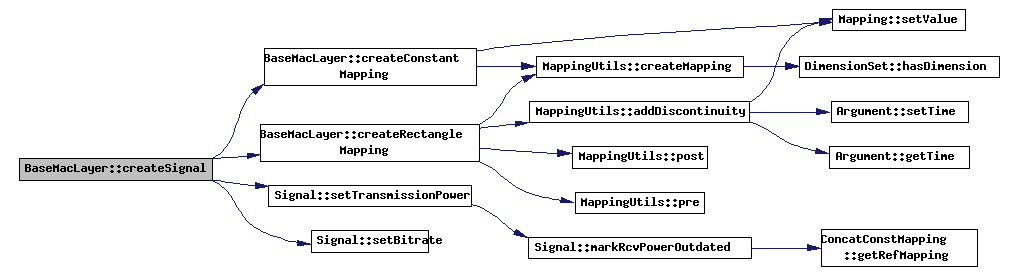 BaseMacLayer::createSignal
BaseMacLayer::createConstant
Mapping
BaseMacLayer::createRectangle
Mapping
Signal::setTransmissionPower
Signal::setBitrate
MappingUtils::createMapping
MappingUtils::addDiscontinuity
MappingUtils::post
MappingUtils::pre
Signal::markRcvPowerOutdated
Mapping::setValue
DimensionSet::hasDimension
Argument::setTime
Argument::getTime
ConcatConstMapping
::getRefMapping